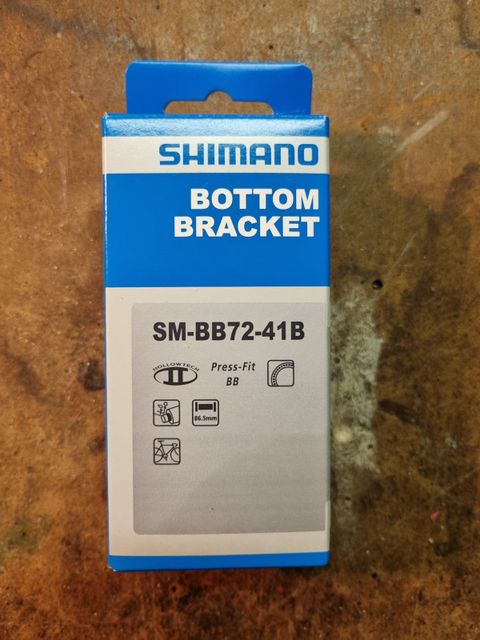 SHIMANO
BOTTOM
BRACKET
SM-BB72-41B
HOLLOWTECH
II
Press-Fit
BB
86.5mm